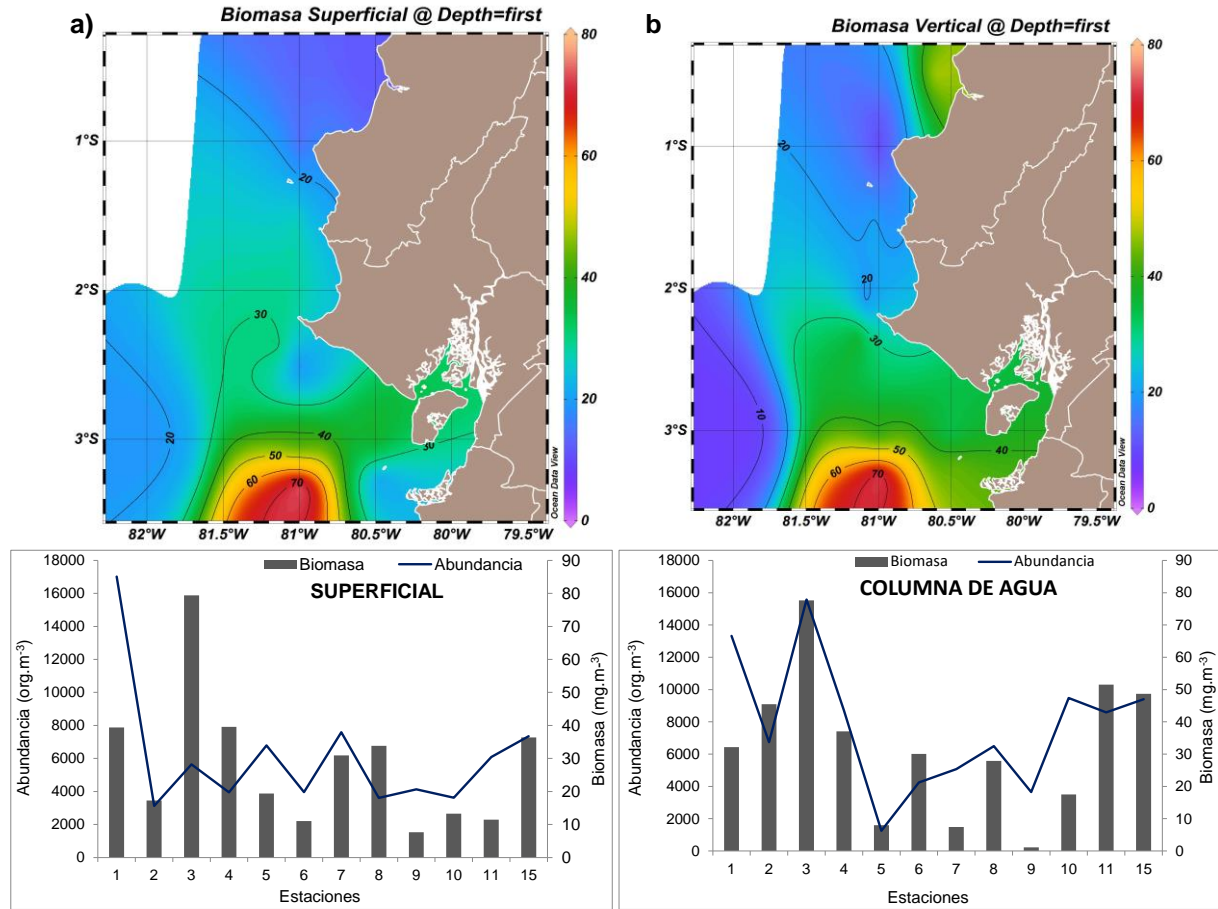 a)
Biomasa Superficial @ Depth=first
80
60
40
20
0
1°S
2°S
3°S
20
30
20
40
50
60
70
30
82°W 81.5°W 81°W 80.5°W 80°W 79.5°W
Ocean Data View
b
Biomasa Vertical @ Depth=first
80
60
40
20
0
1°S
2°S
3°S
20
20
30
10
40
50
60
70
82°W 81.5°W 81°W 80.5°W 80°W 79.5°W
Ocean Data View
Biomasa Abundancia
SUPERFICIAL
Abundancia (org.m-³)
18000
16000
14000
12000
10000
8000
6000
4000
2000
0
90
80
70
60
50
40
30
20
10
0
Biomasa (mg.m-³)
1 2 3 4 5 6 7 8 9 10 11 15
Estaciones
Biomasa Abundancia
COLUMNA DE AGUA
Abundancia (org.m-³)
18000
16000
14000
12000
10000
8000
6000
4000
2000
0
90
80
70
60
50
40
30
20
10
0
Biomasa (mg.m-³)
1 2 3 4 5 6 7 8 9 10 11 15
Estaciones